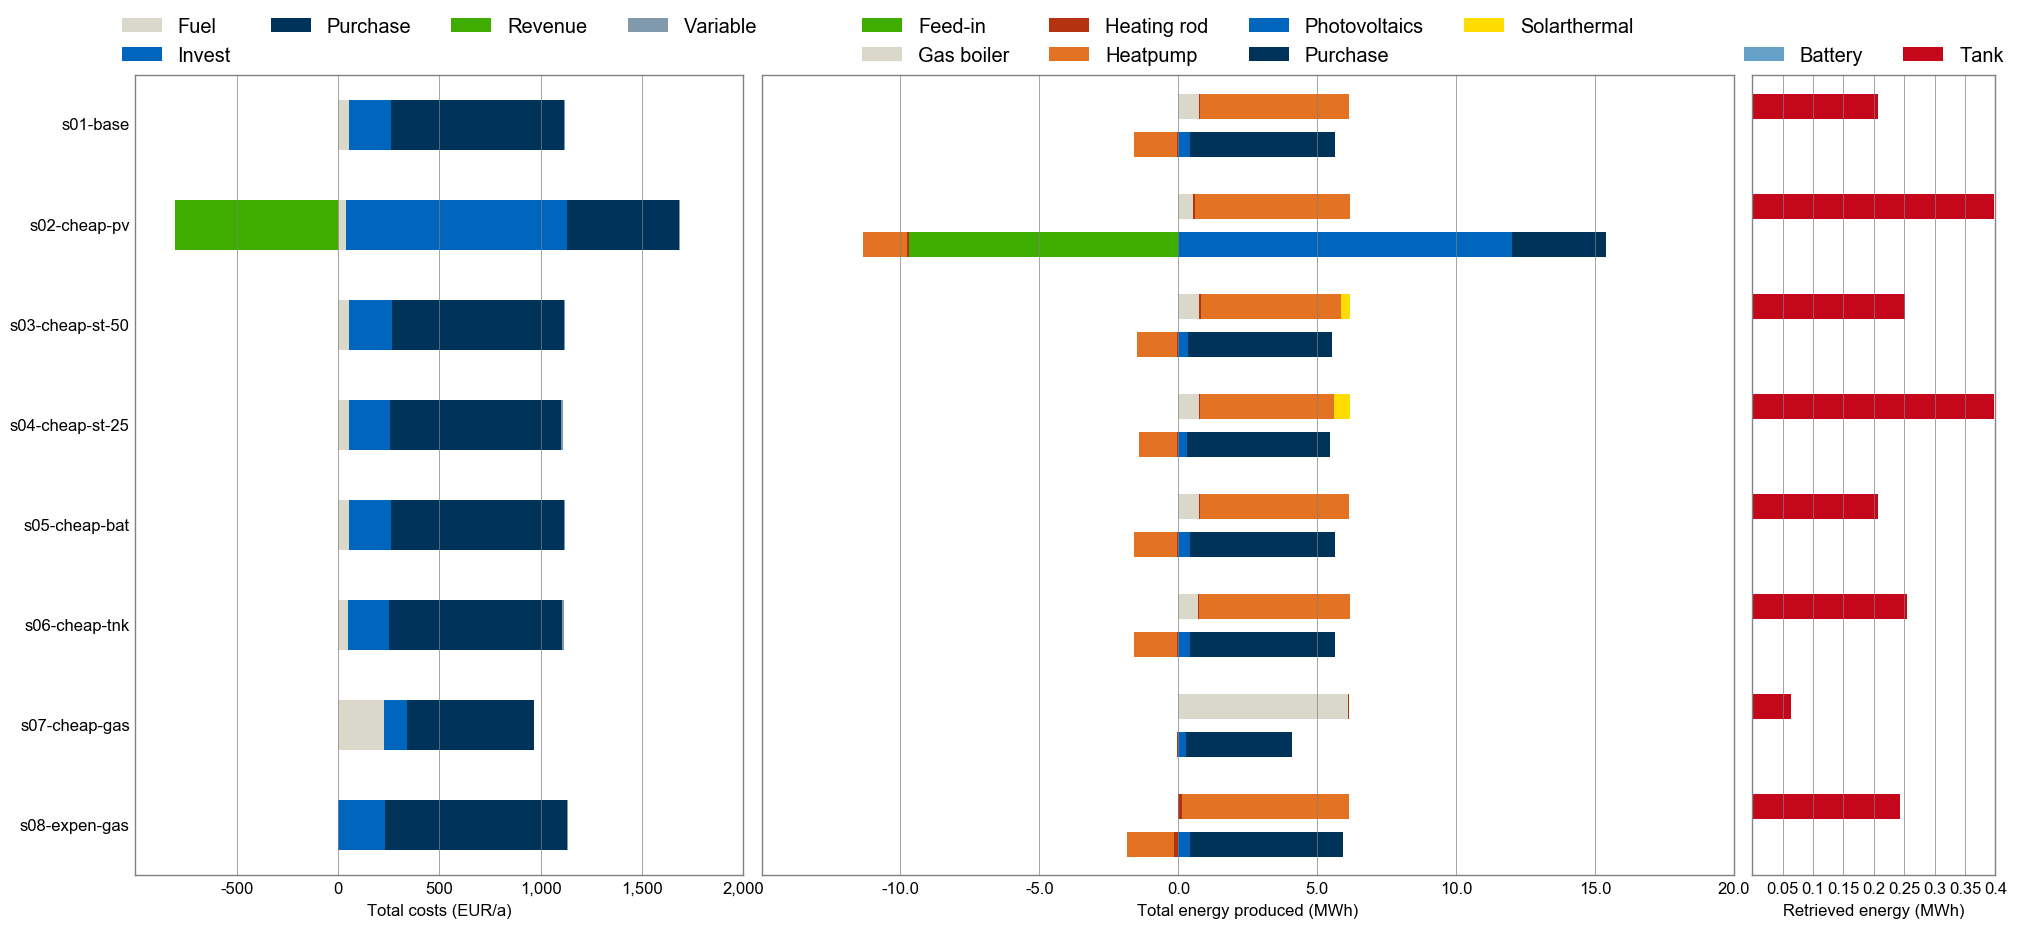 Fuel Purchase Revenue Variable Feed-in Heating rod Photovoltaics Solarthermal
Invest Gas boiler Heatpump Purchase Battery Tank
s01-base
s02-cheap-pv
s03-cheap-st-50
s04-cheap-st-25
s05-cheap-bat
s06-cheap-tnk
s07-cheap-gas
s08-expen-gas
-500 0 500 1,000 1,500 2,000 -10.0 -5.0 0.0 5.0 10.0 15.0 20.0 0.05 0.1 0.15 0.2 0.25 0.3 0.35 0.4
Total costs (EUR/a) Total energy produced (MWh) Retrieved energy (MWh)